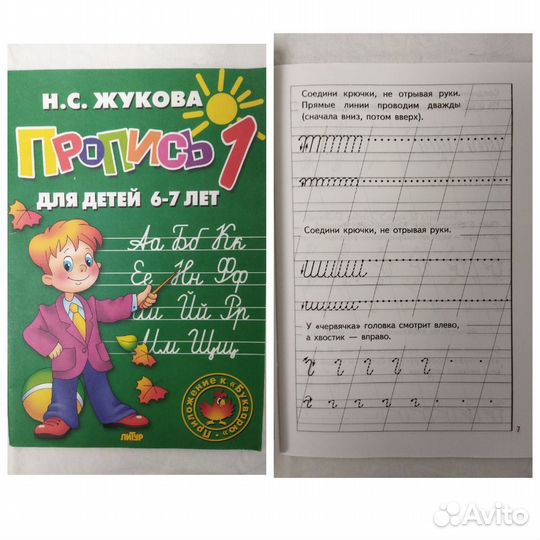 Н.С. ЖУКОВА
ПРОПИСЬ 1
ДЛЯ ДЕТЕЙ 6-7 ЛЕТ
Аа Бб Кк
Ее Нн Фф
Ии Йй Рр
Мм Щщ
Приложение к «Букварю»
ЛИТУР
Соедини крючки, не отрывая руки.
Прямые линии проводим дважды
(сначала вниз, потом вверх).
Соедини крючки, не отрывая руки.
У «червячка» головка смотрит влево,
а хвостик — вправо.
7
Avito